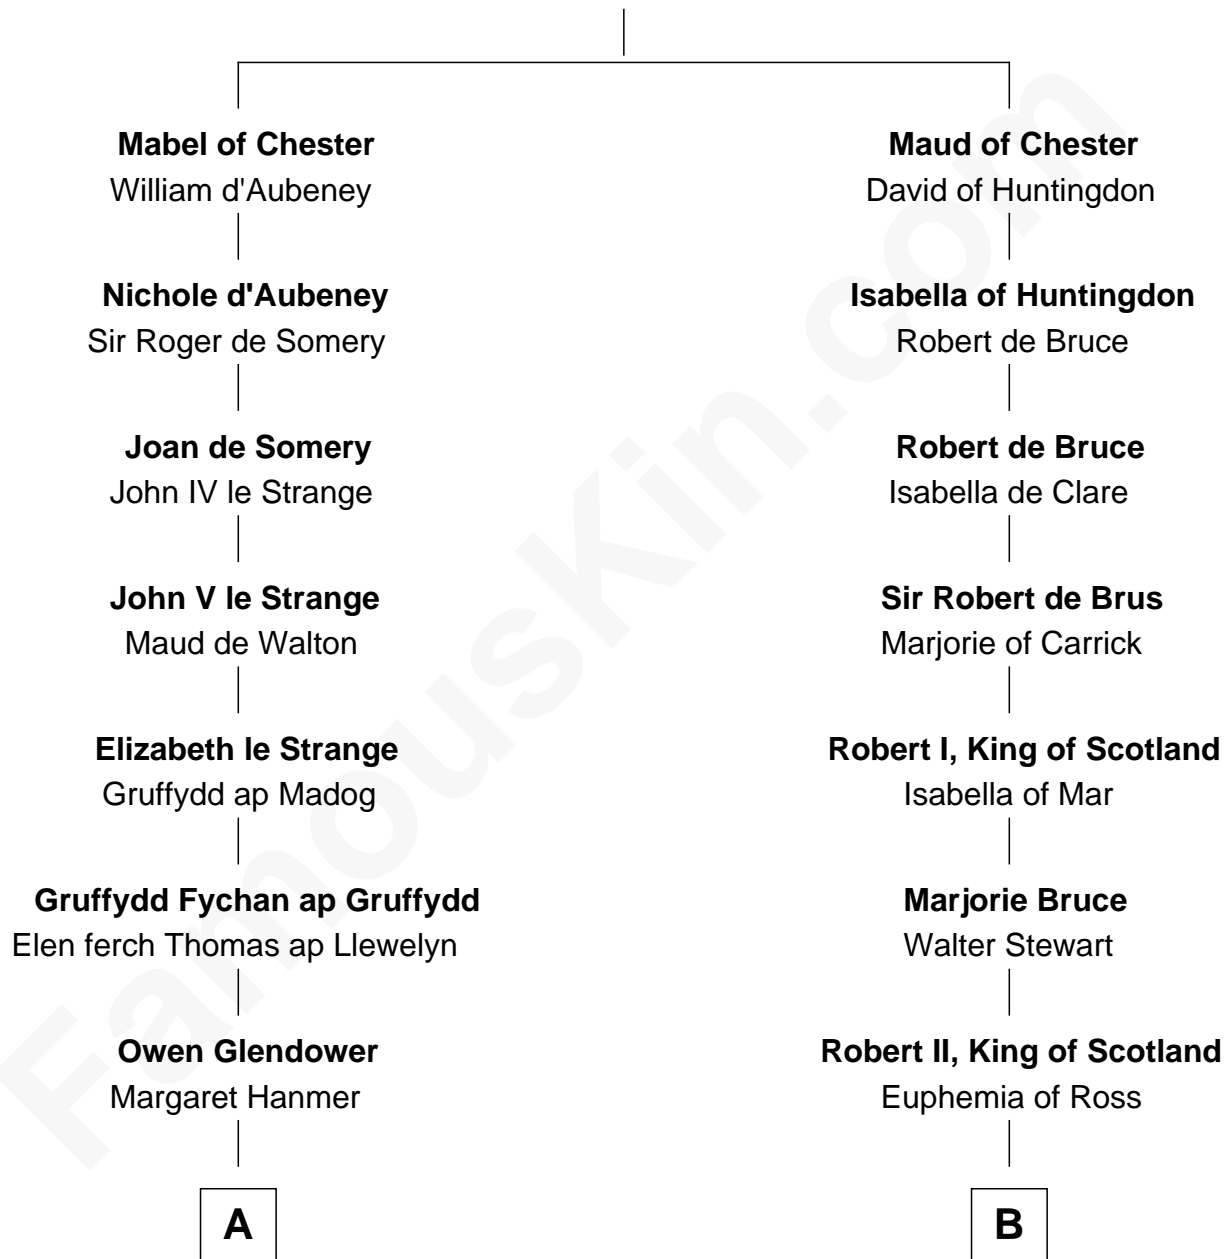 Mabel of Chester
William d'Aubeney
Nichole d'Aubeney
Sir Roger de Somery
Joan de Somery
John IV le Strange
John V le Strange
Maud de Walton
Elizabeth le Strange
Gruffydd ap Madog
Gruffydd Fychan ap Gruffydd
Elen ferch Thomas ap Llewelyn
Owen Glendower
Margaret Hanmer
A
Maud of Chester
David of Huntingdon
Isabella of Huntingdon
Robert de Bruce
Robert de Bruce
Isabella de Clare
Sir Robert de Brus
Marjorie of Carrick
Robert I, King of Scotland
Isabella of Mar
Marjorie Bruce
Walter Stewart
Robert II, King of Scotland
Euphemia of Ross
B
FamousKin.com